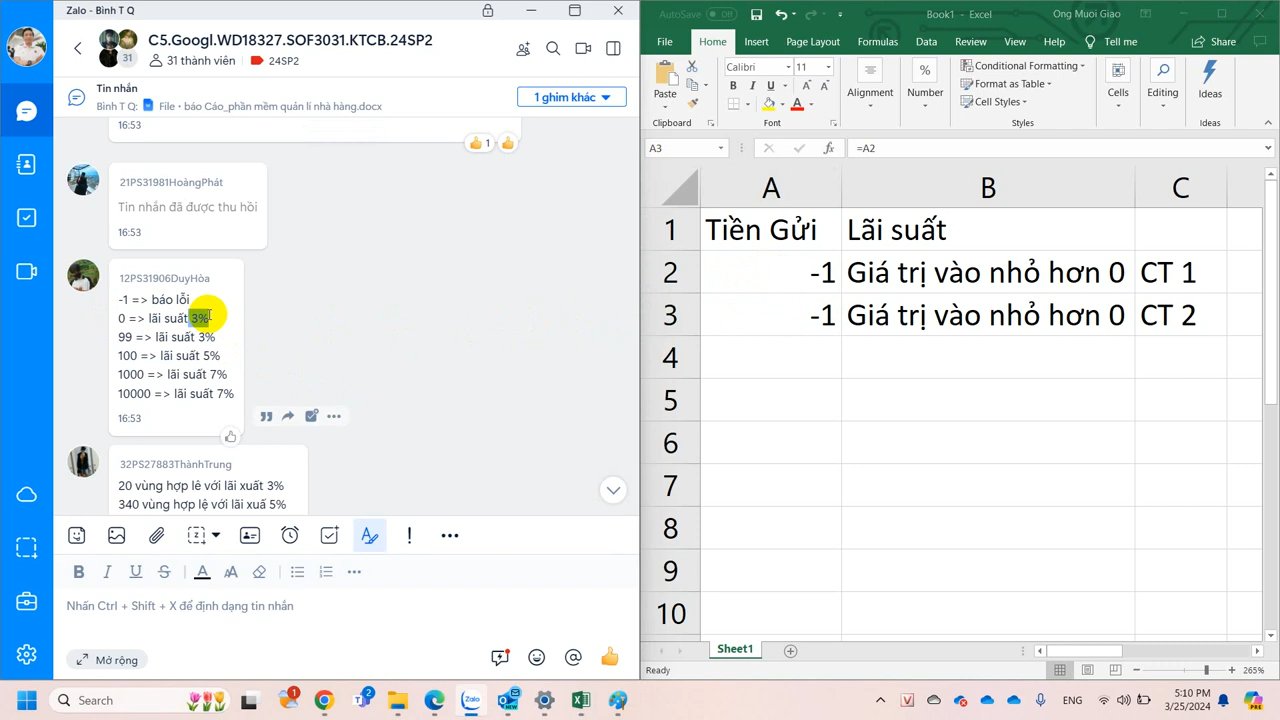 Zalo - Bình T Q
C5.Googl.WD18327.SOF3031.KTCB.24SP2
31
31 thành viên
24SP2
Tin nhắn
Bình T Q: File • báo Cáo_phần mềm quản lí nhà hàng.docx
1 ghim khác
16:53
1
21PS31981HoàngPhát
Tin nhắn đã được thu hồi
16:53
12PS31906DuyHòa
-1 => báo lỗi
0 => lãi suất 3%
99 => lãi suất 3%
100 => lãi suất 5%
1000 => lãi suất 7%
10000 => lãi suất 7%
16:53
32PS27883ThànhTrung
20 vùng hợp lê với lãi xuất 3%
340 vùng hợp lệ với lãi xuấ 5%
B I U S A AA
Nhấn Ctrl + Shift + X để định dạng tin nhắn
Mở rộng
AutoSave Off
Book1 - Excel
Ong Muoi Giao
File Home Insert Page Layout Formulas Data Review View Help Tell me Share
Paste
Clipboard
Calibri 11
B I U
Font
Alignment
Number
Conditional Formatting
Format as Table
Cell Styles
Styles
Cells
Editing
Ideas
Ideas
A3
fx
=A2
A B C
1 Tiền Gửi Lãi suất
2 -1 Giá trị vào nhỏ hơn 0 CT 1
3 -1 Giá trị vào nhỏ hơn 0 CT 2
4
5
6
7
8
9
10
Sheet1
Ready
265%
Search
1
2
ENG
5:10 PM
3/25/2024